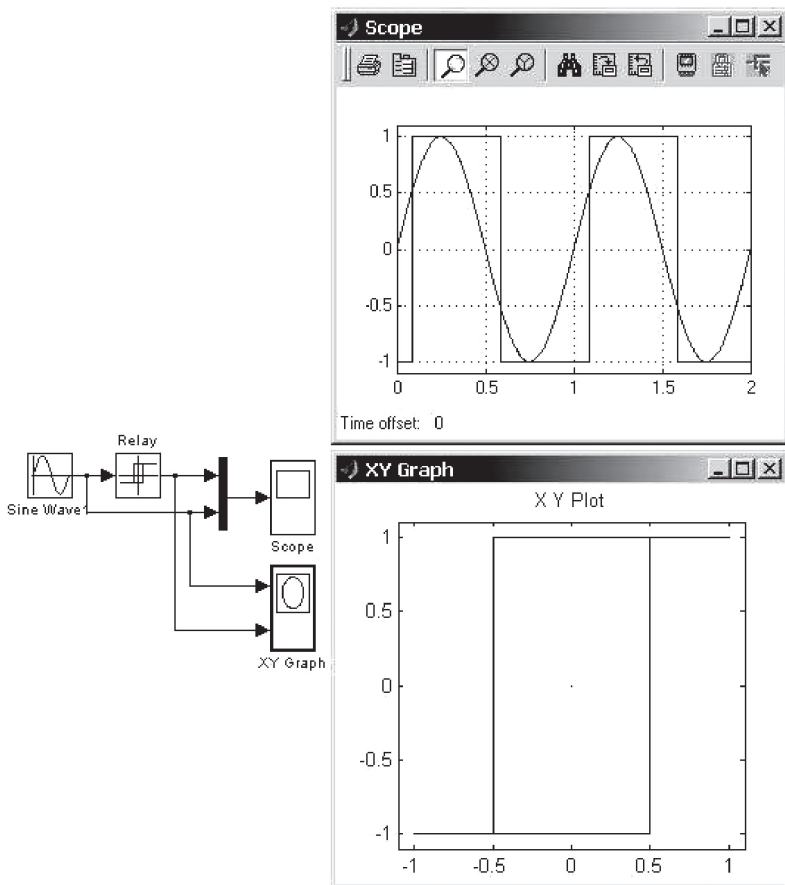 Scope
1
0.5
0
-0.5
-1
0 0.5 1 1.5 2
Time offset: 0
Relay
Sine Wave1
Scope
XY Graph
XY Graph
X Y Plot
1
0.5
0
-0.5
-1
-1 -0.5 0 0.5 1